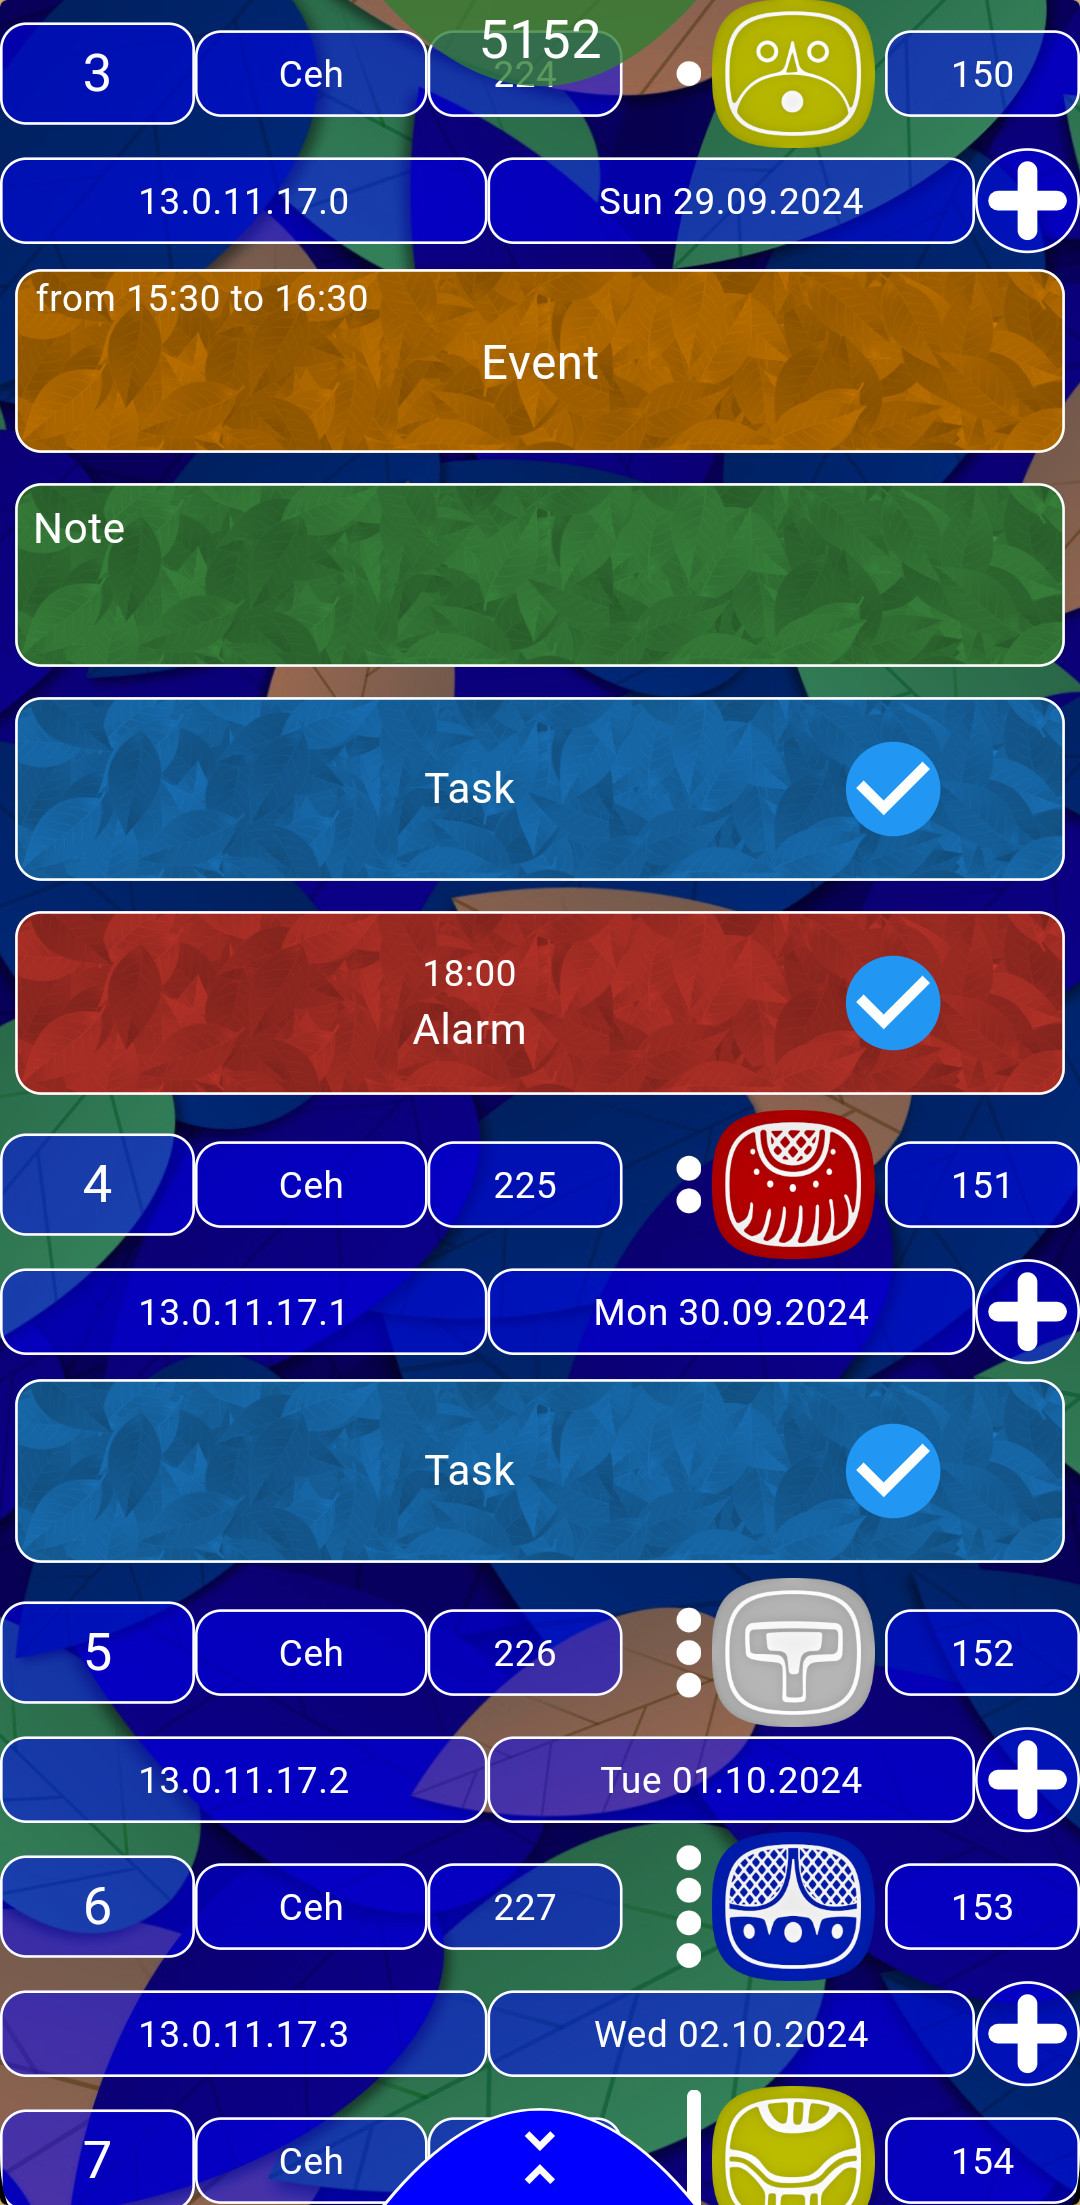 5152
3 Ceh 224 150
13.0.11.17.0 Sun 29.09.2024
from 15:30 to 16:30
Event
Note
Task
18:00
Alarm
4 Ceh 225 151
13.0.11.17.1 Mon 30.09.2024
Task
5 Ceh 226 152
13.0.11.17.2 Tue 01.10.2024
6 Ceh 227 153
13.0.11.17.3 Wed 02.10.2024
7 Ceh 154